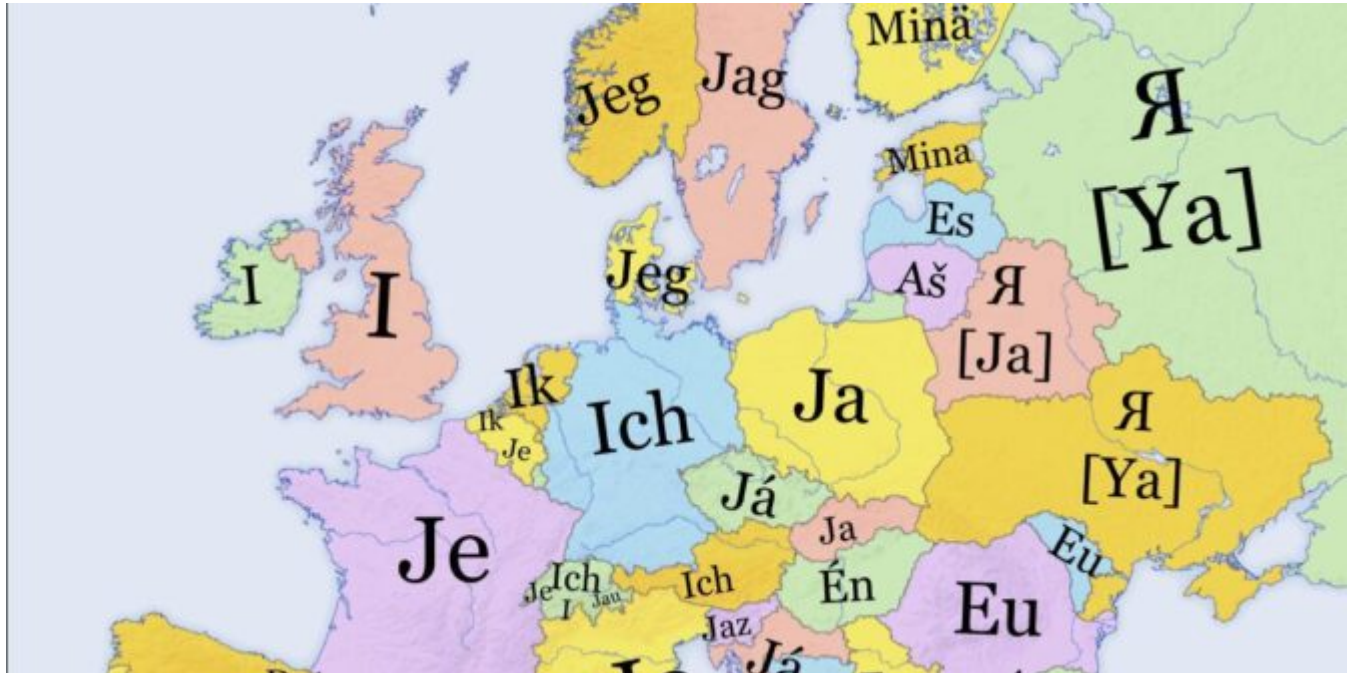 Minä
Jeg
Jag
Я
[Ya]
Mina
Es
I
I
Jeg
Aš
Я
[Ja]
Ik
Ik
Je
Ich
Ja
Я
[Ya]
Já
Je
Ja
Eu
Je
Ich
I
Jau
Ich
Én
Eu
Jaz
Já